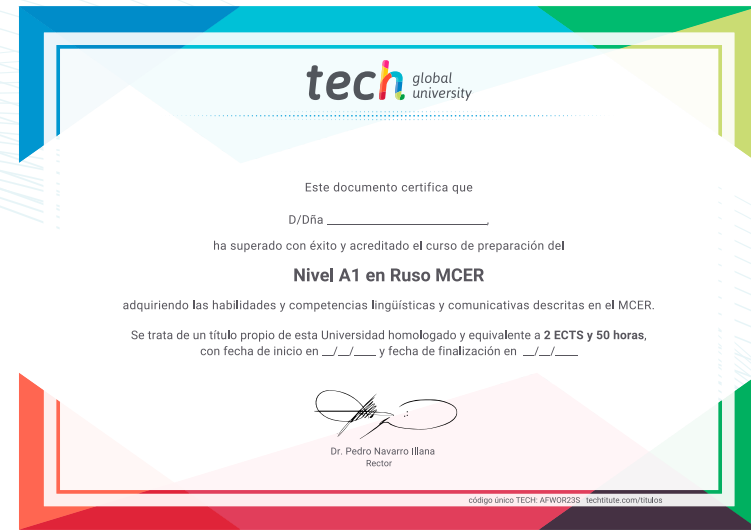 tech global university
Este documento certifica que
D/Dña ____________________,
ha superado con éxito y acreditado el curso de preparación del
Nivel A1 en Ruso MCER
adquiriendo las habilidades y competencias lingüísticas y comunicativas descritas en el MCER.
Se trata de un título propio de esta Universidad homologado y equivalente a 2 ECTS y 50 horas,
con fecha de inicio en __/__/____ y fecha de finalización en __/__/____
Dr. Pedro Navarro Illana
Rector
código único TECH: AFWOR23S techtitute.com/titulos